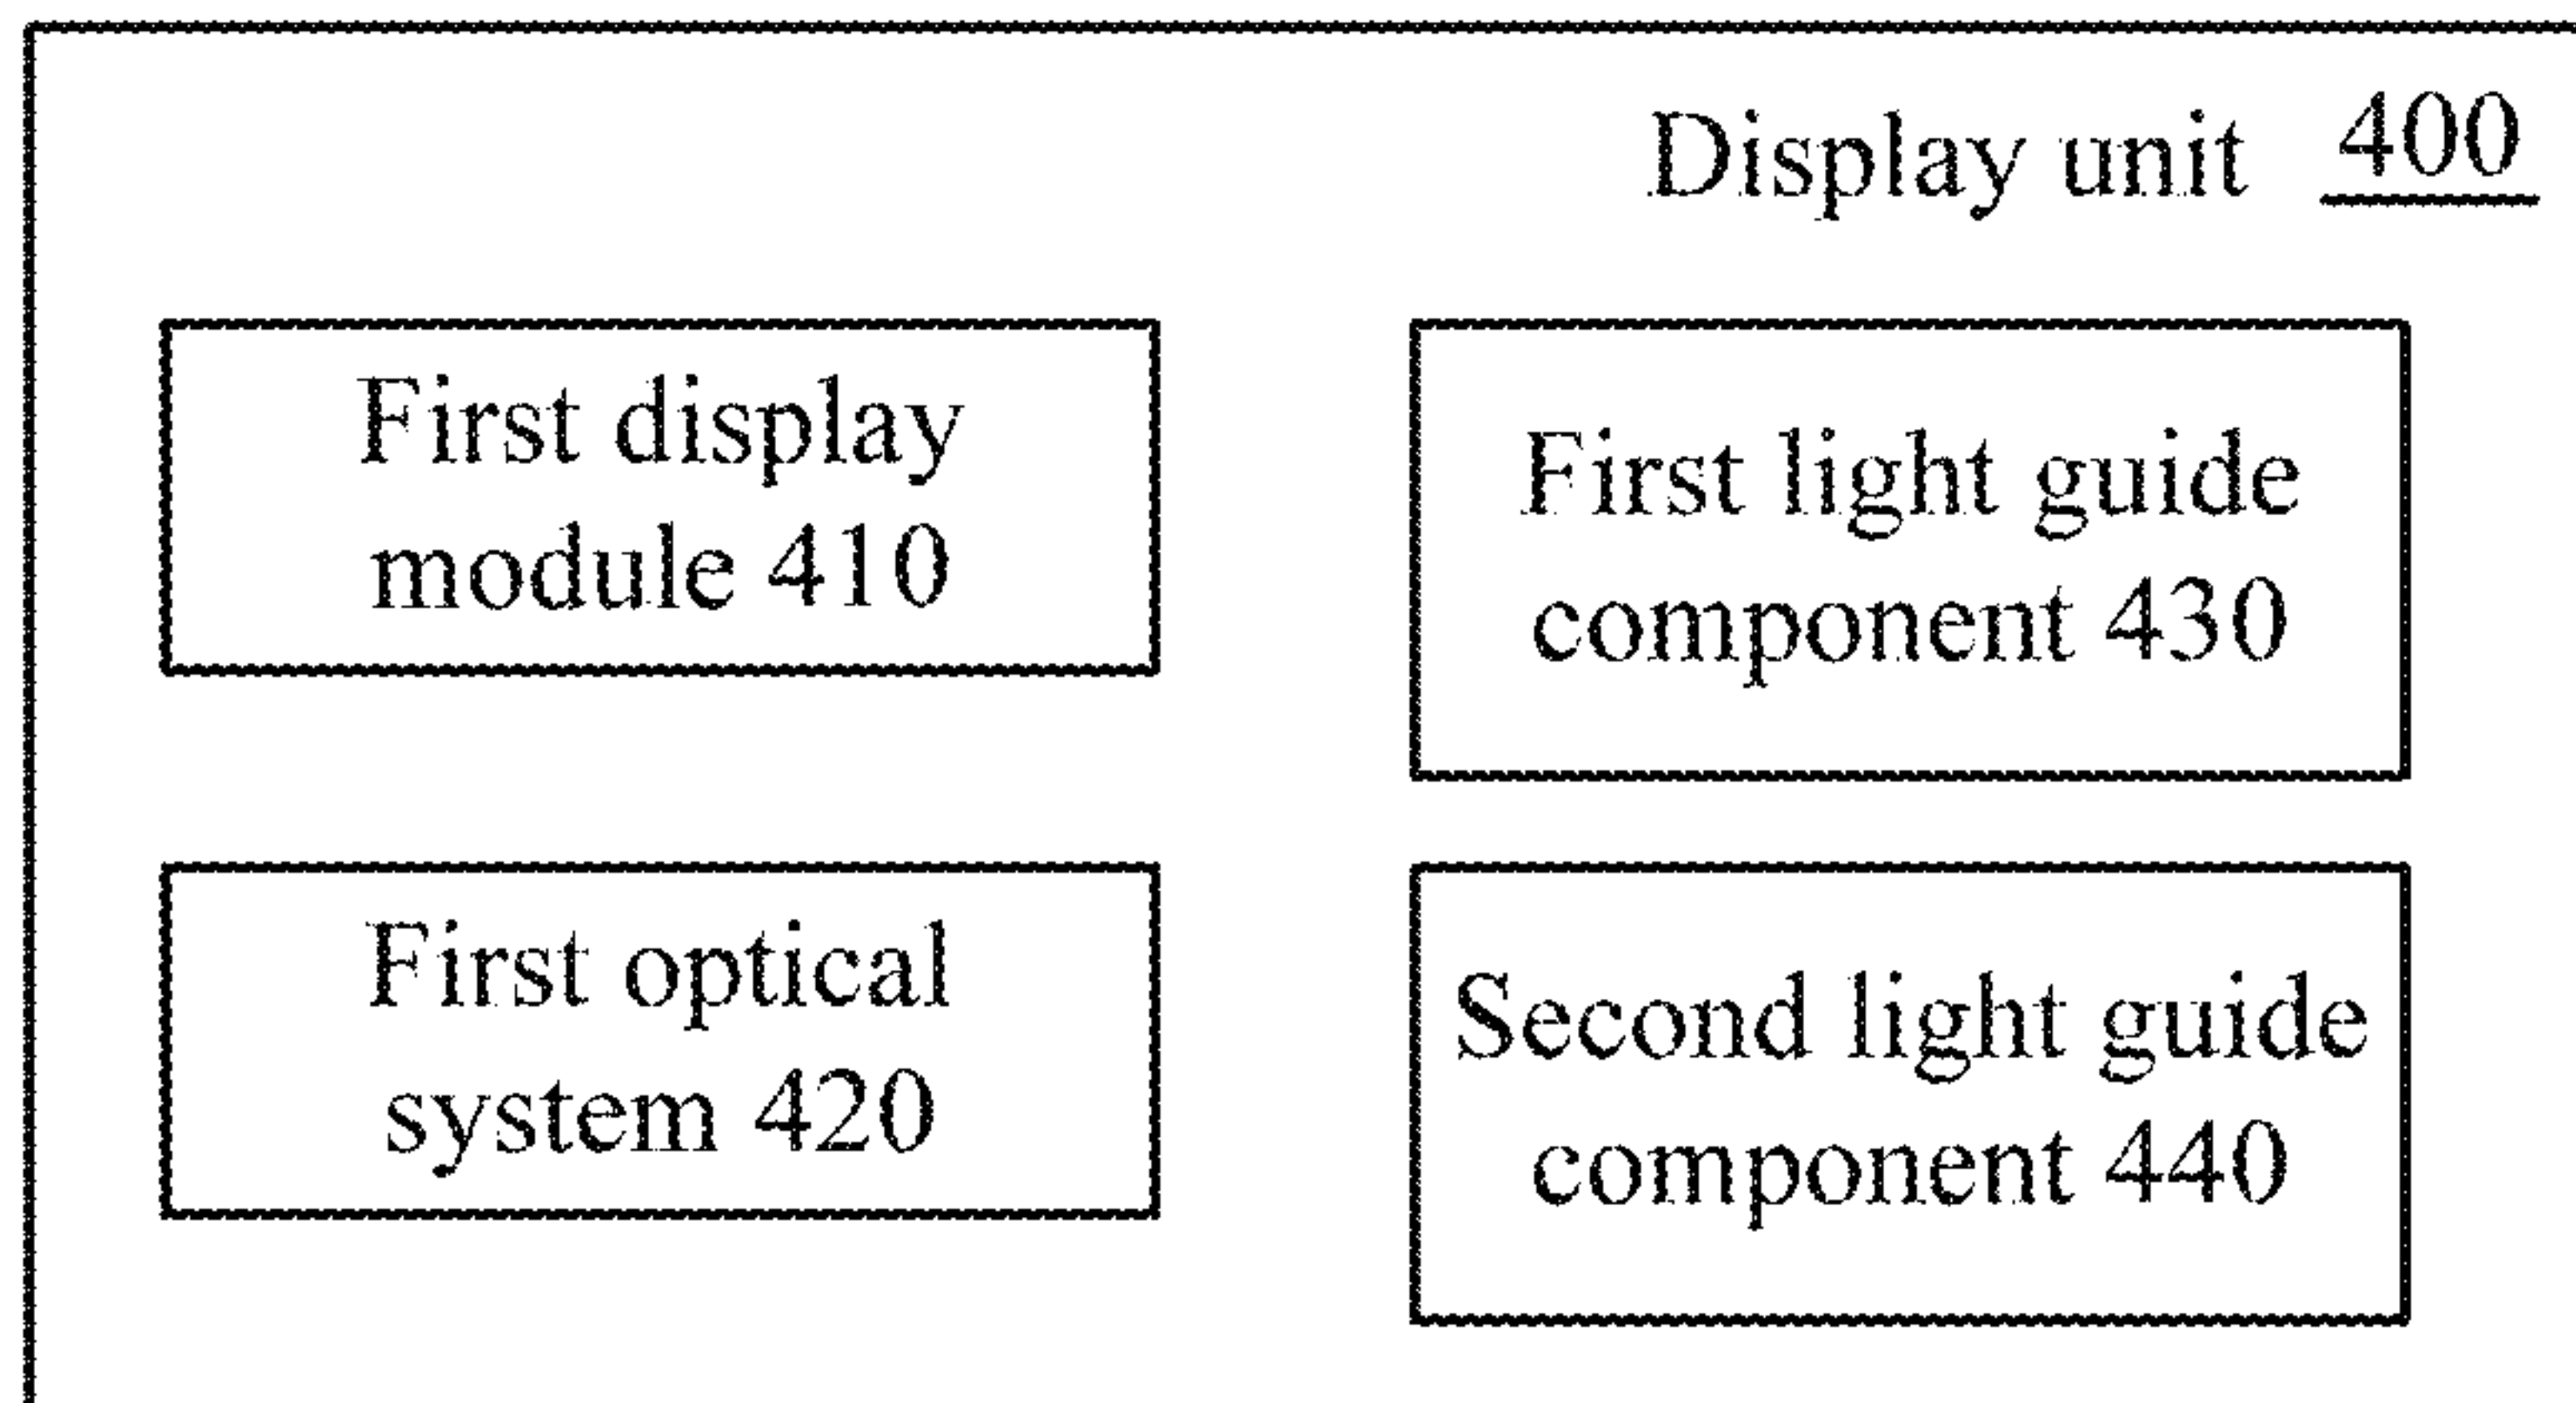 Display unit 400
First display
module 410
First light guide
component 430
First optical
system 420
Second light guide
component 440